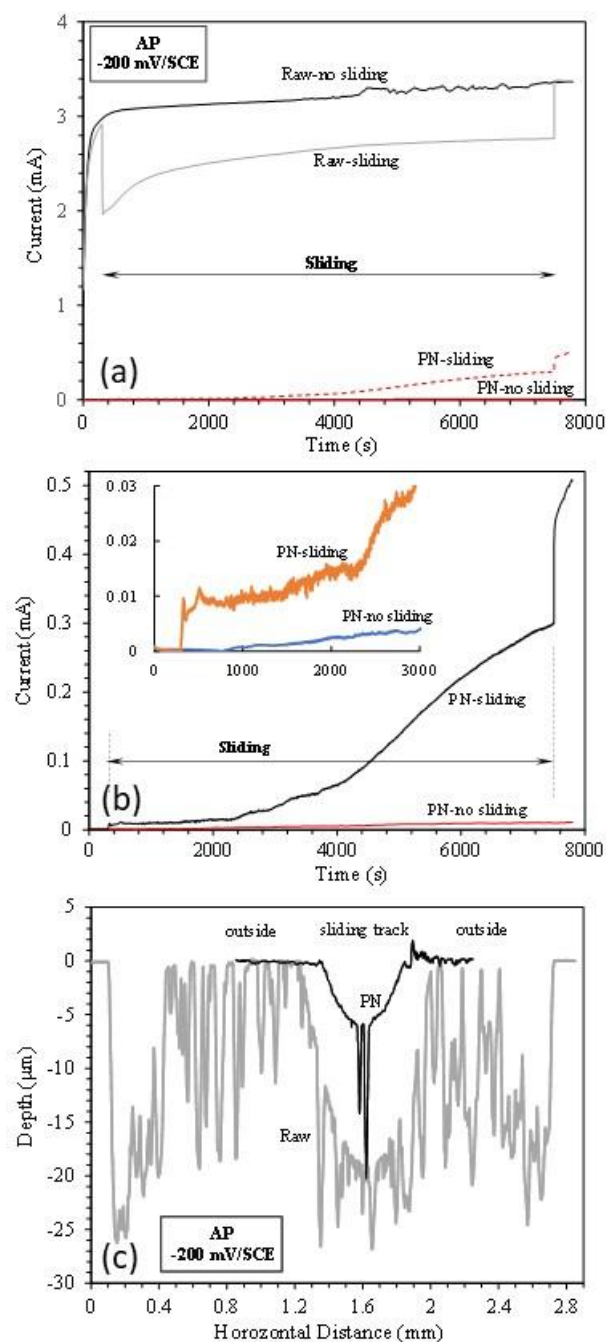 4
AP
-200 mV/SCE
Raw-no sliding
3
Raw-sliding
2
Current (mA)
Sliding
1
PN-sliding
(a)
PN-no sliding
0
0 2000 4000 6000 8000
Time (s)
0.5
0.03
0.4
0.02
PN-sliding
0.01
PN-no sliding
0.3
0
0 1000 2000 3000
Current (mA)
PN-sliding
0.2
Sliding
0.1
(b)
PN-no sliding
0
0 2000 4000 6000 8000
Time (s)
5
outside sliding track outside
0
PN
-5
-10
Depth (μm)
-15
Raw
-20
-25
AP
-200 mV/SCE
(c)
-30
0 0.4 0.8 1.2 1.6 2 2.4 2.8
Horozontal Distance (mm)